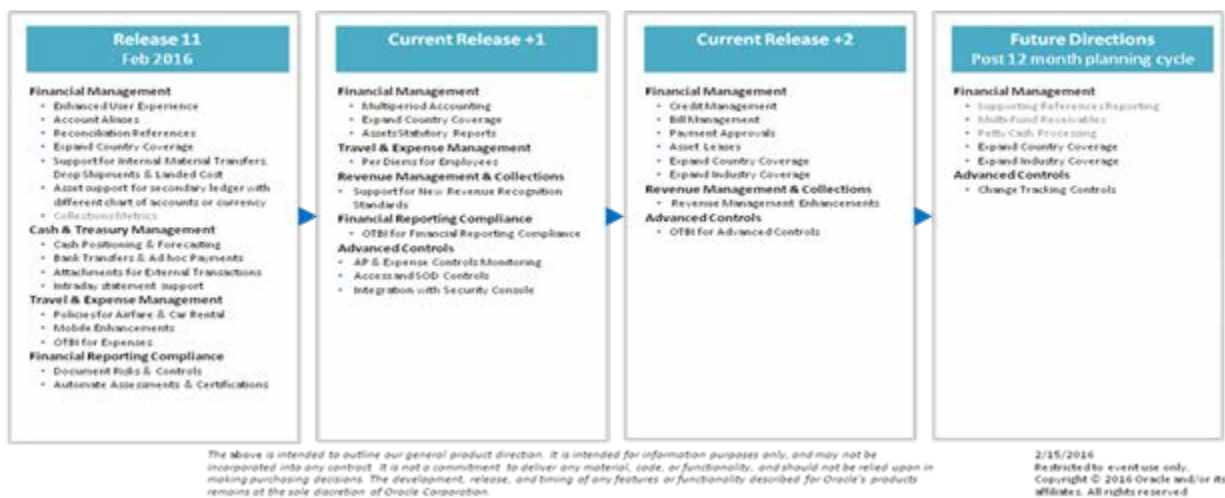 Release 11
Feb 2016
Financial Management
• Enhanced User Experience
• Account Aliases
• Reconciliation References
• Expand Country Coverage
• Support for Internal Material Transfers,
Drop Shipments & Landed Cost
• Asset support for secondary ledger with
different chart of accounts or currency
• Collections Metrics
Cash & Treasury Management
• Cash Positioning & Forecasting
• Bank Transfers & Ad hoc Payments
• Attachments for External Transactions
• Intraday statement support
Travel & Expense Management
• Policies for Airfare & Car Rental
• Mobile Enhancements
• OTBI for Expenses
Financial Reporting Compliance
• Document Risks & Controls
• Automate Assessments & Certifications
Current Release +1
Financial Management
• Multiperiod Accounting
• Expand Country Coverage
• Assets Statutory Reports
Travel & Expense Management
• Per Diems for Employees
Revenue Management & Collections
• Support for New Revenue Recognition
Standards
Financial Reporting Compliance
• OTBI for Financial Reporting Compliance
Advanced Controls
• AP & Expense Controls Monitoring
• Access and SOD Controls
• Integration with Security Console
Current Release +2
Financial Management
• Credit Management
• Bill Management
• Payment Approvals
• Asset Leases
• Expand Country Coverage
• Expand Industry Coverage
Revenue Management & Collections
• Revenue Management Enhancements
Advanced Controls
• OTBI for Advanced Controls
Future Directions
Post 12 month planning cycle
Financial Management
• Supporting References Reporting
• Multi-Fund Receivables
• Petty Cash Processing
• Expand Country Coverage
• Expand Industry Coverage
Advanced Controls
• Change Tracking Controls
The above is intended to outline our general product direction. It is intended for information purposes only, and may not be
incorporated into any contract. It is not a commitment to deliver any material, code, or functionality, and should not be relied upon in
making purchasing decisions. The development, release, and timing of any features or functionality described for Oracle's products
remains at the sole discretion of Oracle Corporation.
2/15/2016
Restricted to event use only.
Copyright © 2016 Oracle and/or its
affiliates. All rights reserved